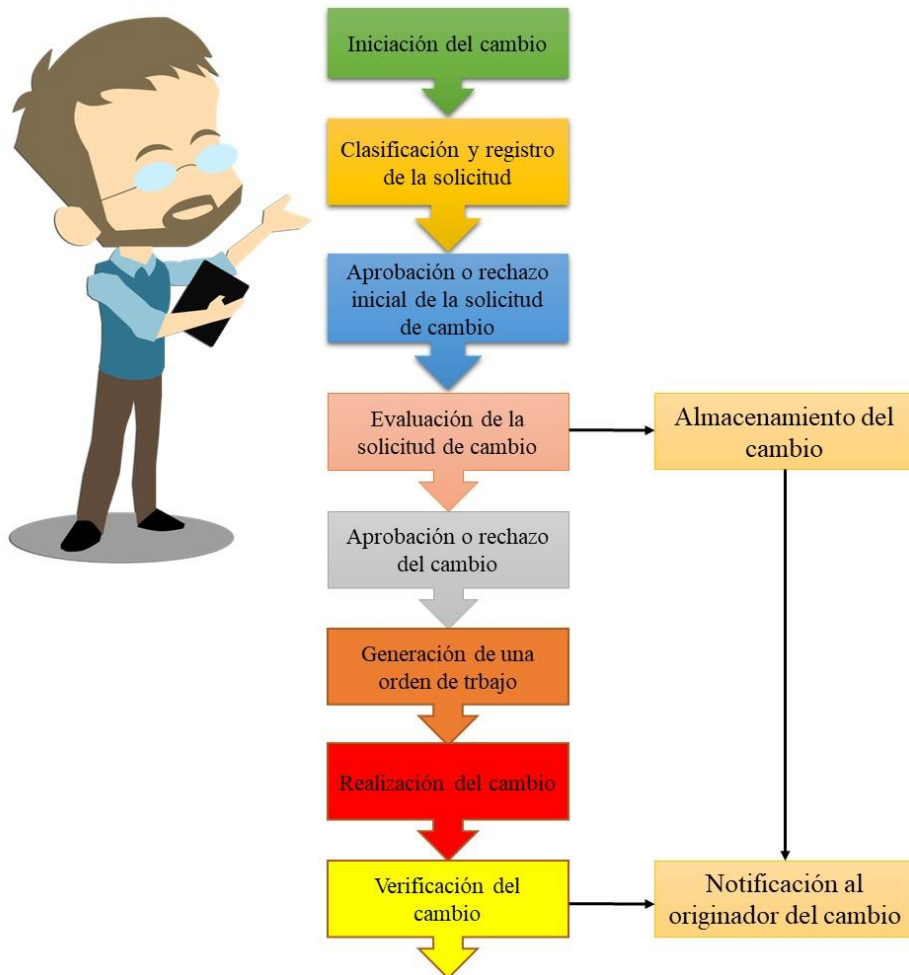 Iniciación del cambio
Clasificación y registro
de la solicitud
Aprobación o rechazo
inicial de la solicitud
de cambio
Evaluación de la
solicitud de cambio
Almacenamiento del
cambio
Aprobación o rechazo
del cambio
Generación de una
orden de trbajo
Realización del cambio
Verificación del
cambio
Notificación al
originador del cambio